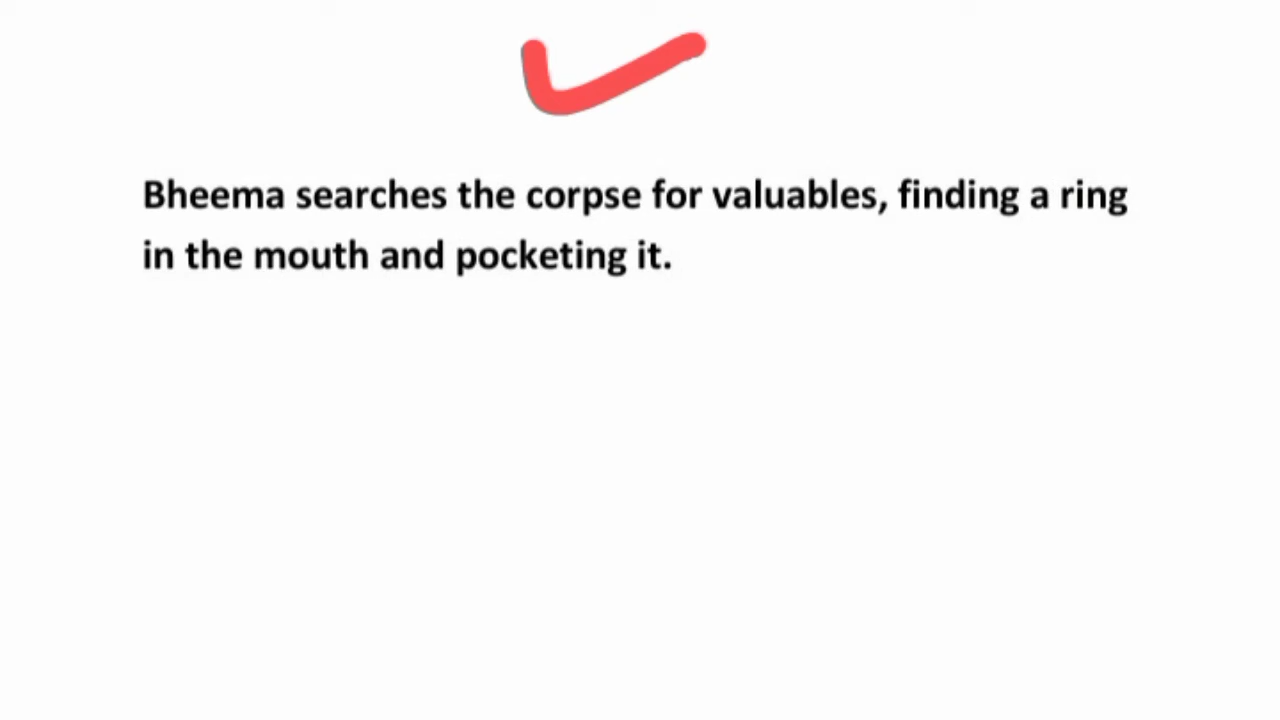 Bheema searches the corpse for valuables, finding a ring
in the mouth and pocketing it.